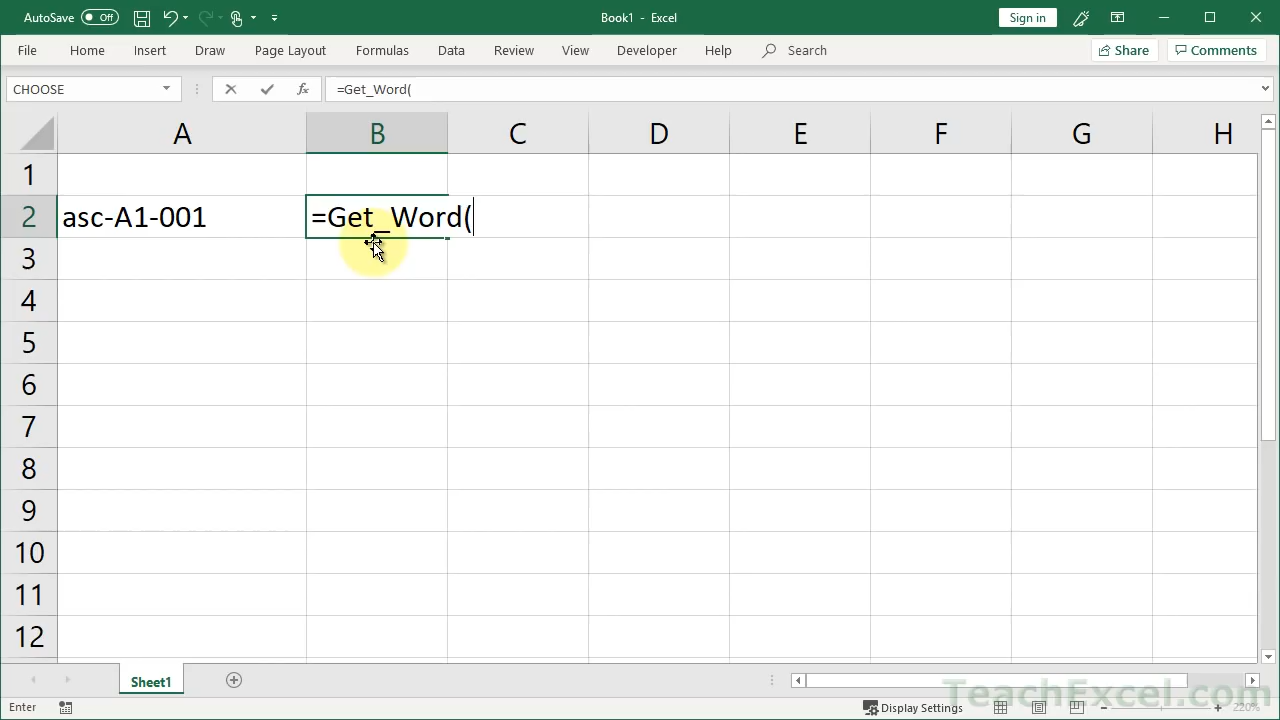 AutoSave Off Book1 - Excel Sign in
File Home Insert Draw Page Layout Formulas Data Review View Developer Help Search Share Comments
CHOOSE fx =Get_Word(
A B C D E F G H
1
2 asc-A1-001 =Get_Word(
3
4
5
6
7
8
9
10
11
12
Sheet1
TeachExcel.com
Enter Display Settings 220%